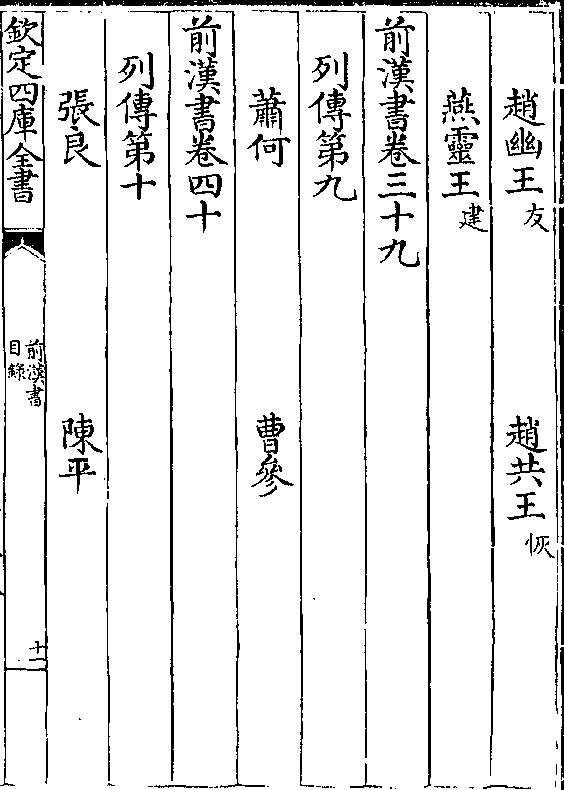 趙幽王友　趙共王恢
燕靈王建
前漢書卷三十九
列傳第九
蕭何　曹參
前漢書卷四十
列傳第十
張良　陳平
欽定四庫全書
前漢書
目錄
十一